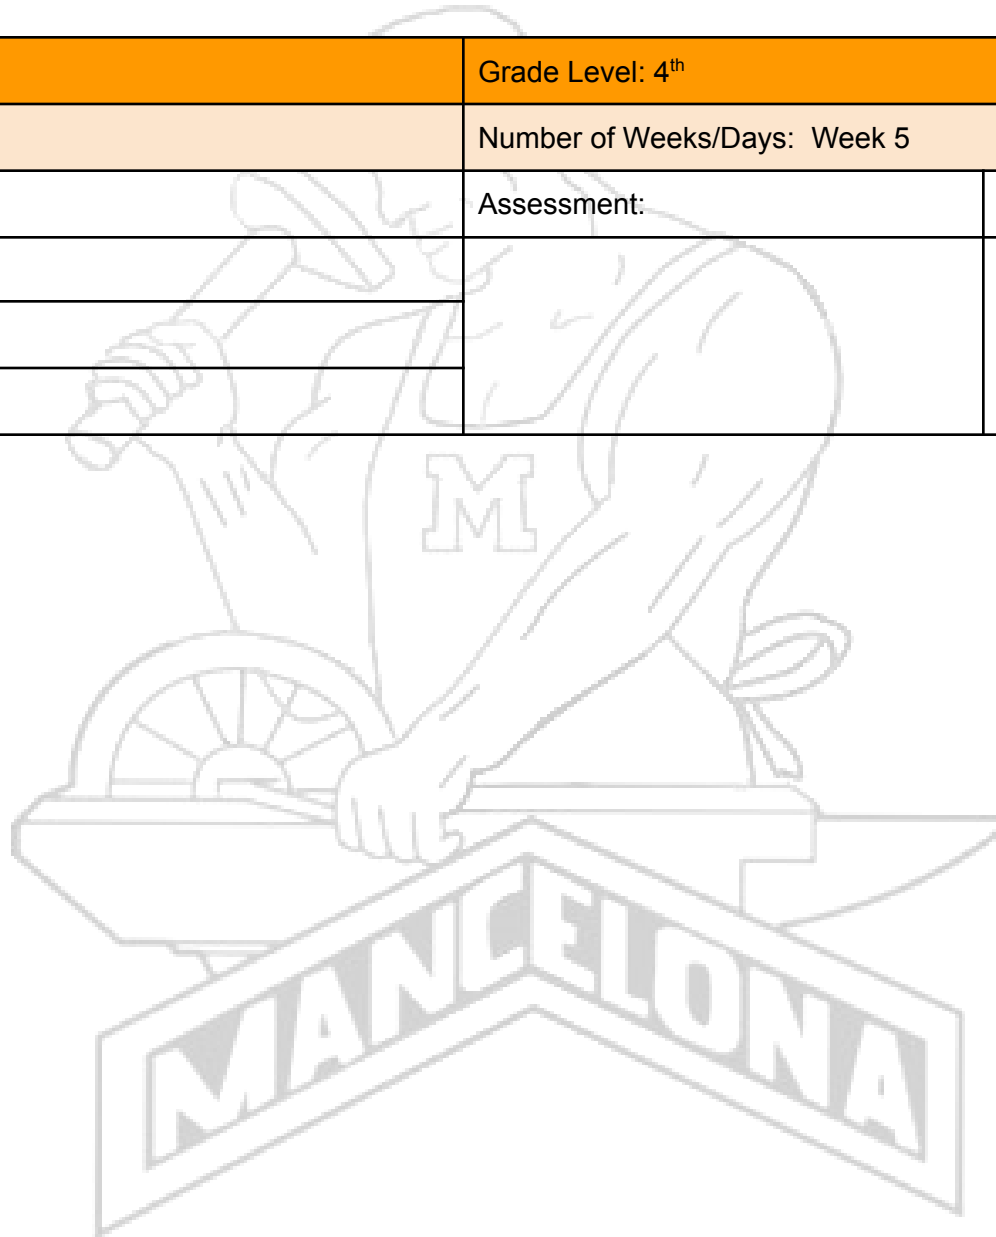 Grade Level: 4th
Number of Weeks/Days: Week 5
Assessment:
M
MANCELONA